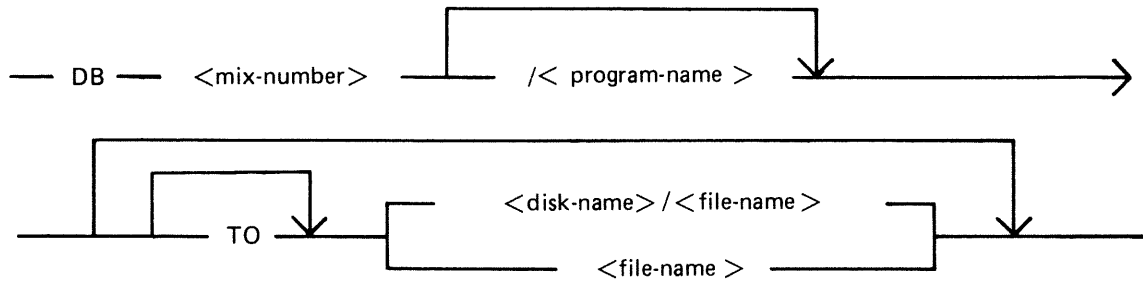 DB <mix-number> /< program-name >
<disk-name>/<file-name>
TO
<file-name >